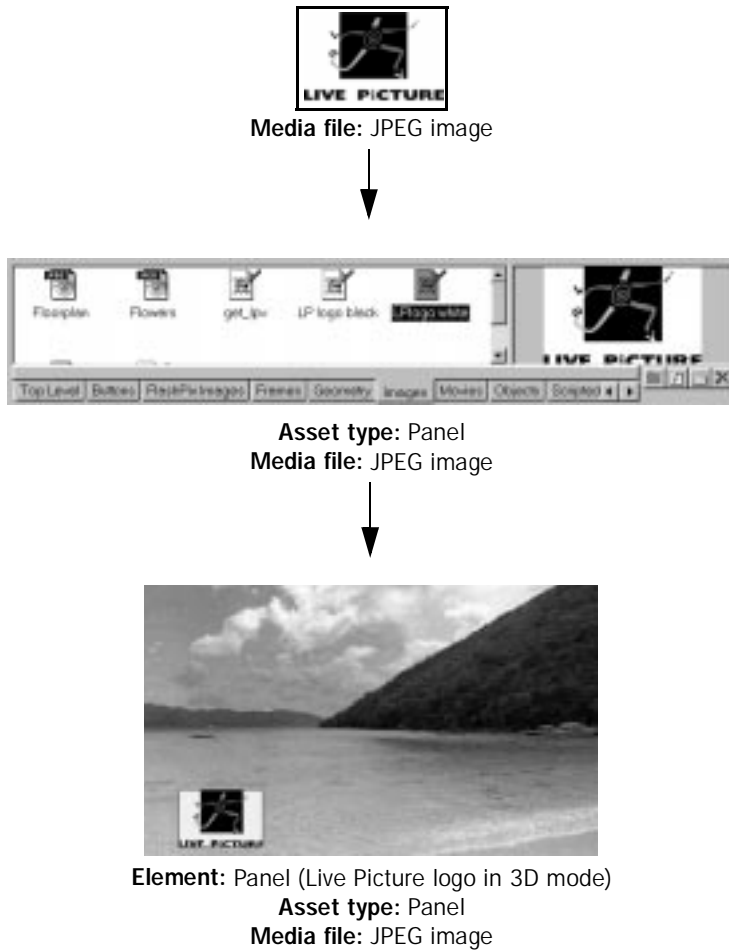 LIVE PICTURE
Media file: JPEG image
Floorplan
Flowers
get_lpv
LP logo black
LP logo white
LIVE PICTURE
Top Level
Buttons
FlashPix Images
Frames
Geometry
Images
Movies
Objects
Scripted
Asset type: Panel
Media file: JPEG image
LIVE PICTURE
Element: Panel (Live Picture logo in 3D mode)
Asset type: Panel
Media file: JPEG image